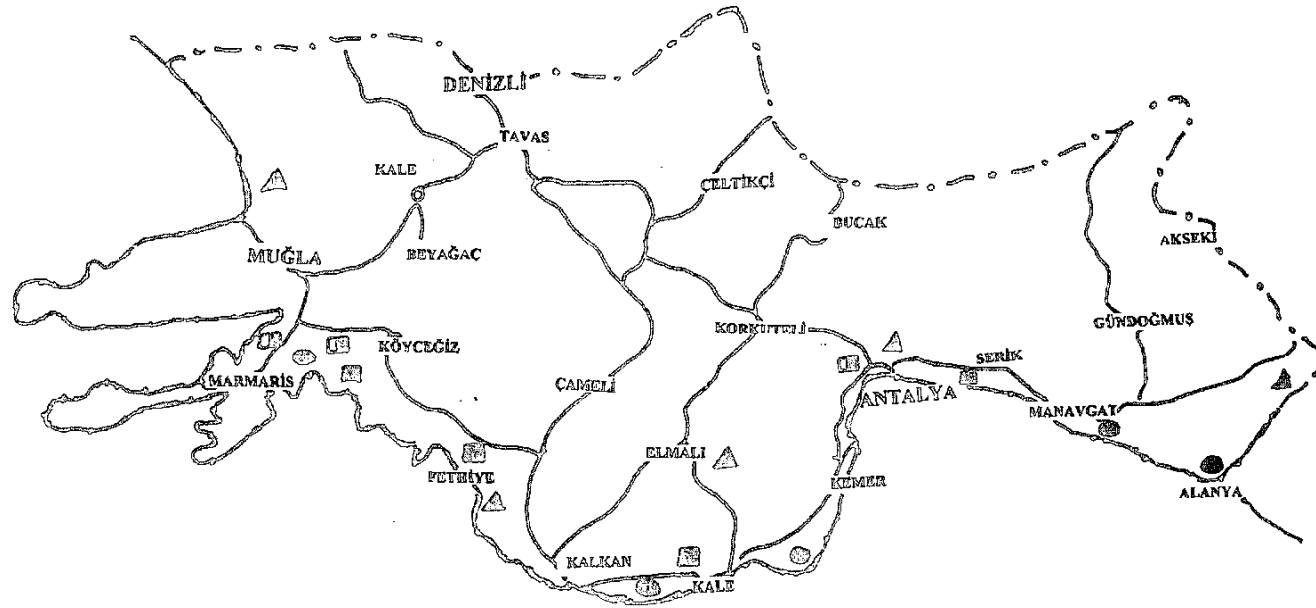 DENİZLİ
TAVAS
KALE
ÇELTİKÇİ
BUCAK
AKSEKİ
MUĞLA
BEYAĞAÇ
GÜNDOĞMUŞ
KORKUTELİ
KÖYCEĞİZ
SERİK
MARMARİS
ÇAMELİ
ANTALYA
MANAVGAT
ELMALI
FETHİYE
KEMER
ALANYA
KALKAN
KALE